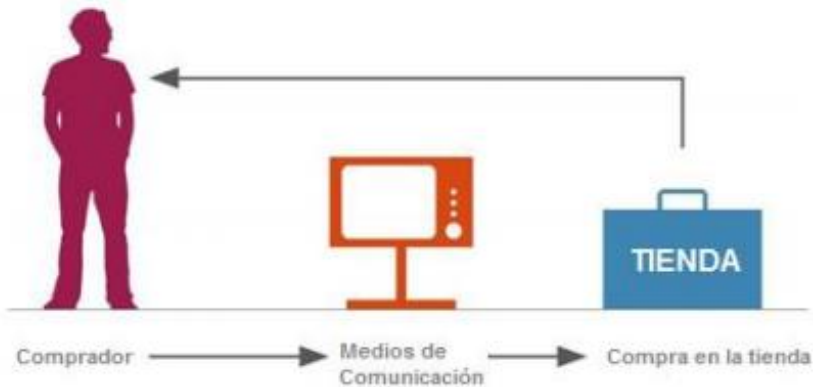 TIENDA
Comprador
Medios de
Comunicación
Compra en la tienda